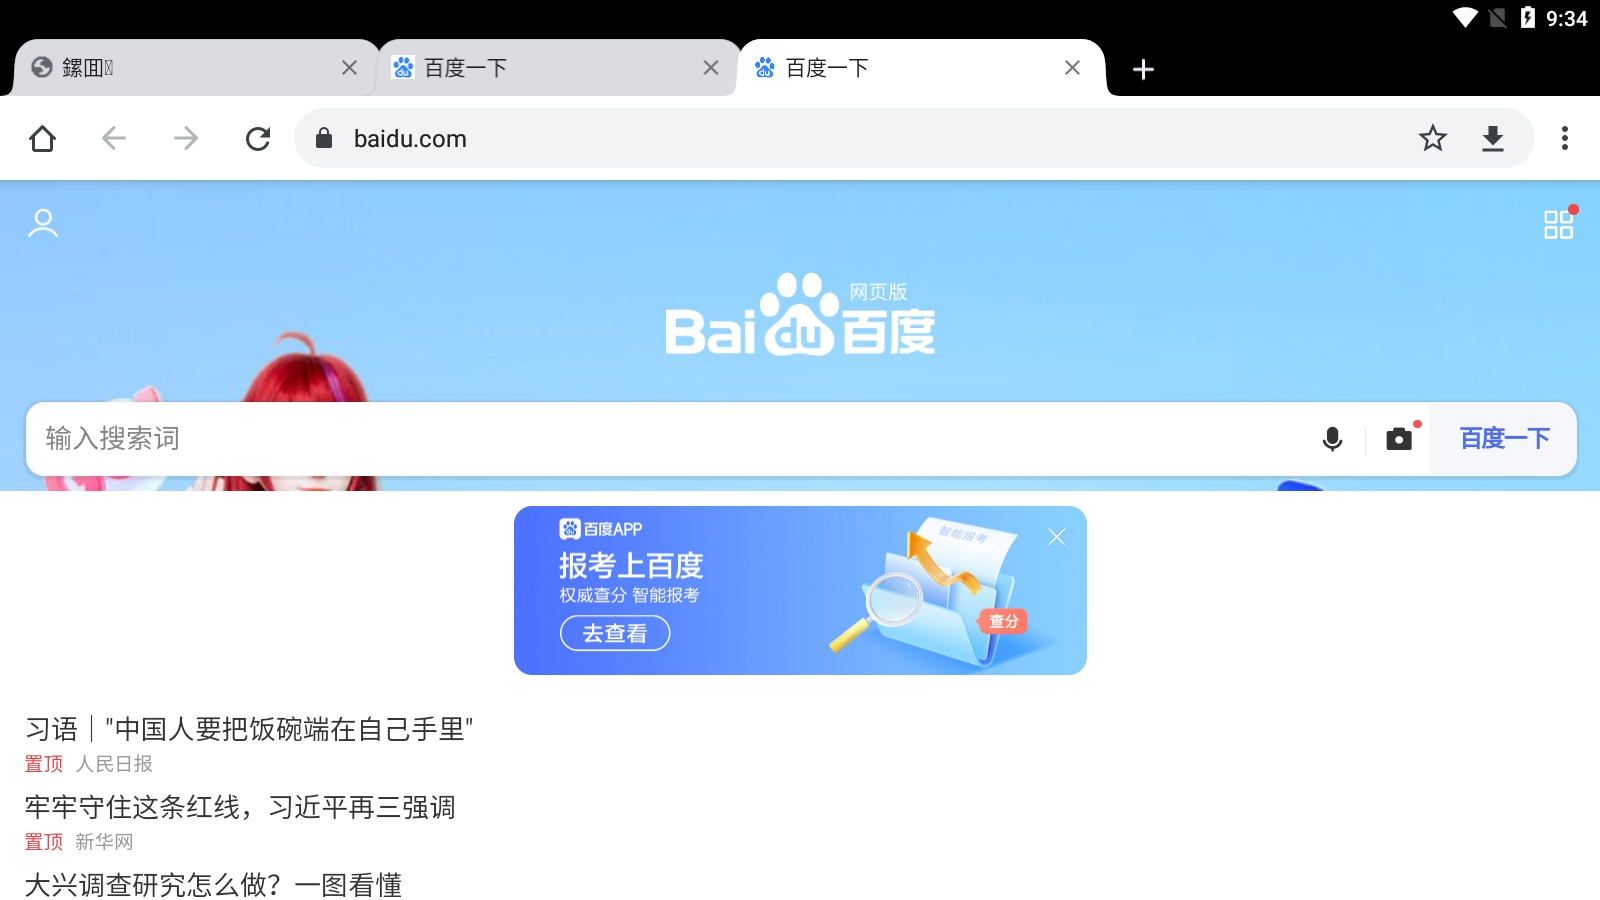 9:34
鏍囬
百度一下
百度一下
baidu.com
网页版
Bai du 百度
输入搜索词
百度一下
百度APP
报考上百度
权威查分 智能报考
去查看
智能报考
查分
习语｜"中国人要把饭碗端在自己手里"
置顶 人民日报
牢牢守住这条红线，习近平再三强调
置顶 新华网
大兴调查研究怎么做？一图看懂